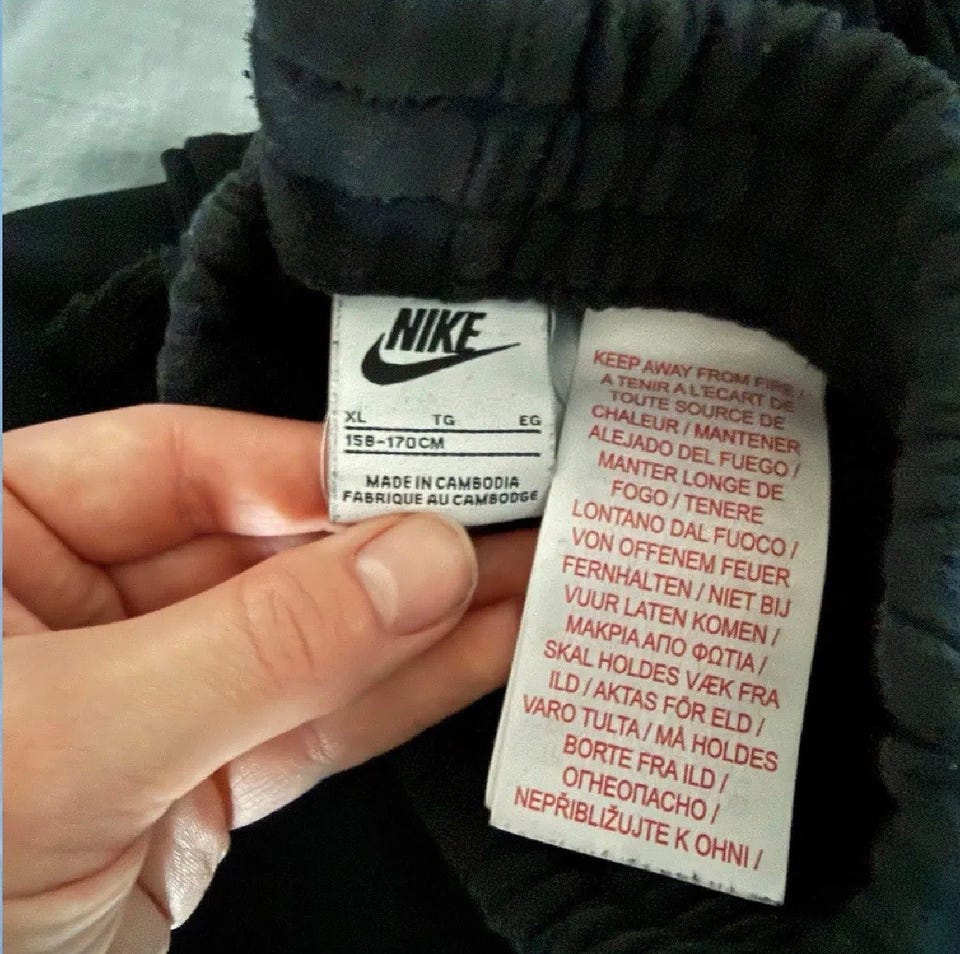 NIKE
XL TG EG
158-170CM
MADE IN CAMBODIA
FABRIQUE AU CAMBODGE
KEEP AWAY FROM FIRE /
A TENIR A L'ECART DE
TOUTE SOURCE DE
CHALEUR / MANTENER
ALEJADO DEL FUEGO /
MANTER LONGE DE
FOGO / TENERE
LONTANO DAL FUOCO /
VON OFFENEM FEUER
FERNHALTEN / NIET BIJ
VUUR LATEN KOMEN /
ΜΑΚΡΙΑ ΑΠΟ ΦΩΤΙΑ /
SKAL HOLDES VÆK FRA
ILD / AKTAS FÖR ELD /
VARO TULTA / MÅ HOLDES
BORTE FRA ILD /
ОГНЕОПАСНО /
NEPŘIBLIŽUJTE K OHNI /